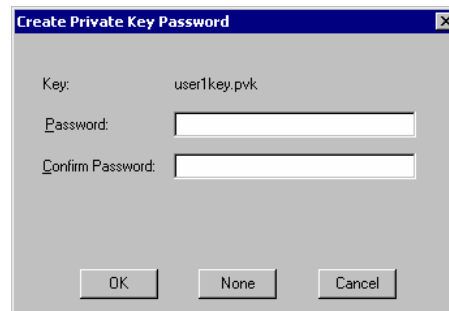 Create Private Key Password
Key: user1key.pvk
Password:
Confirm Password:
OK None Cancel